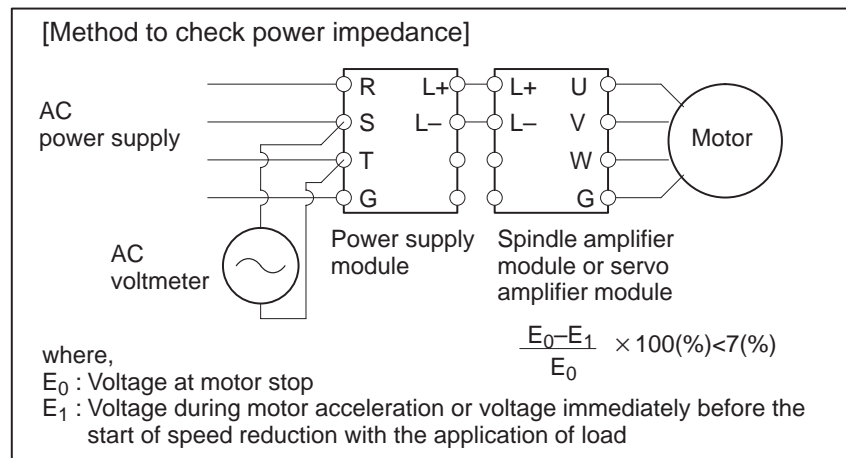 [Method to check power impedance]
AC
power supply
R
S
T
G
L+
L–
L+
L–
U
V
W
G
Motor
AC
voltmeter
Power supply
module
Spindle amplifier
module or servo
amplifier module
E0–E1
E0
×100(%)<7(%)
where,
E0 : Voltage at motor stop
E1 : Voltage during motor acceleration or voltage immediately before the
start of speed reduction with the application of load